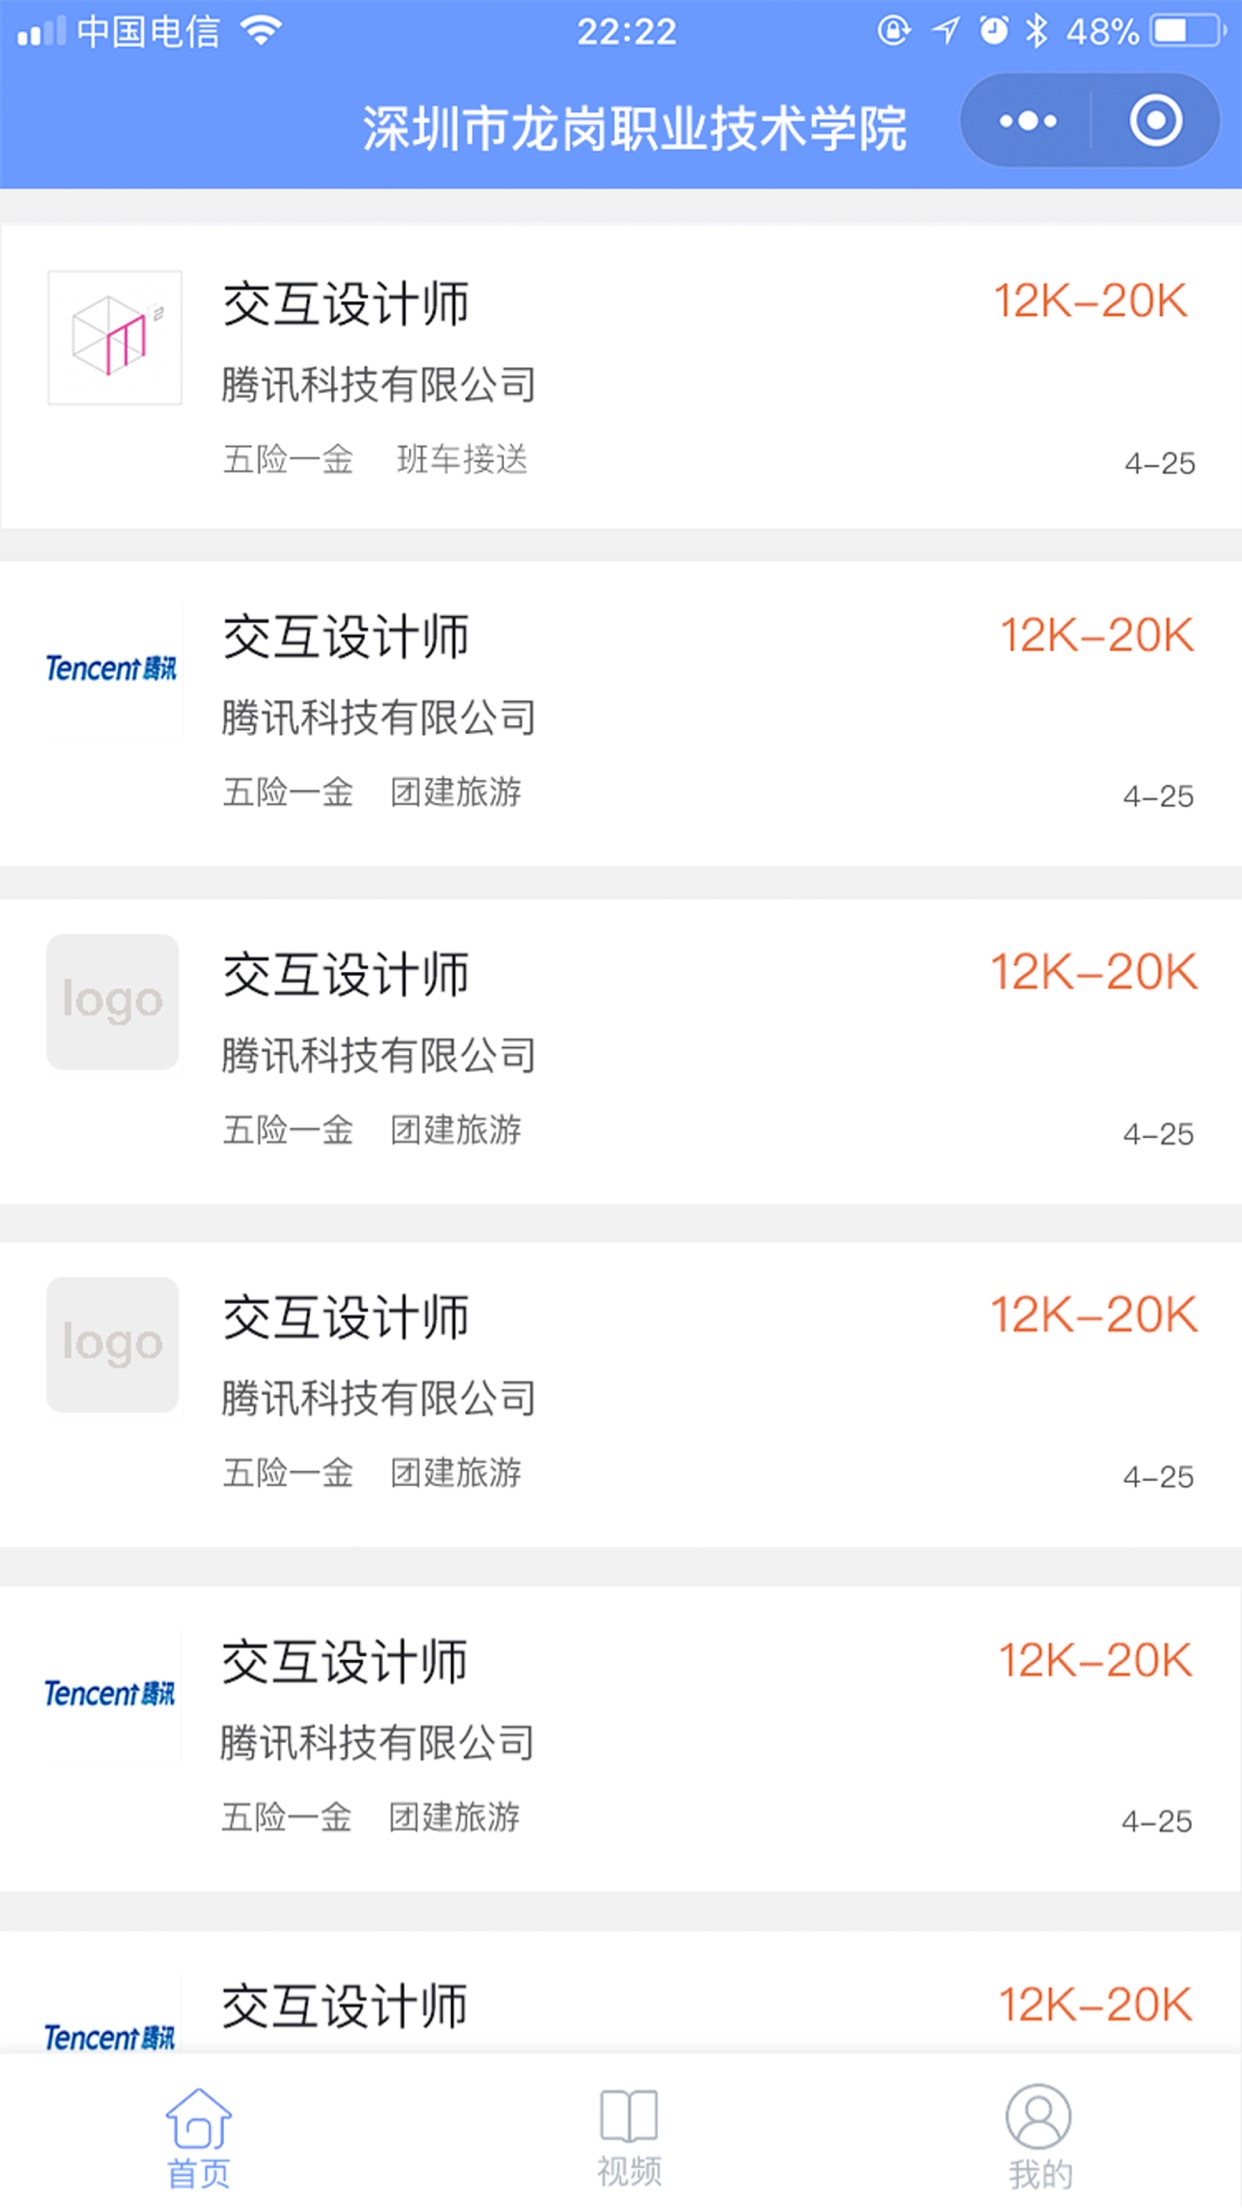 中国电信 22:22 48%
深圳市龙岗职业技术学院
交互设计师 12K-20K
腾讯科技有限公司
五险一金 班车接送 4-25
交互设计师 12K-20K
Tencent腾讯
腾讯科技有限公司
五险一金 团建旅游 4-25
交互设计师 12K-20K
logo
腾讯科技有限公司
五险一金 团建旅游 4-25
交互设计师 12K-20K
logo
腾讯科技有限公司
五险一金 团建旅游 4-25
交互设计师 12K-20K
Tencent腾讯
腾讯科技有限公司
五险一金 团建旅游 4-25
交互设计师 12K-20K
Tencent腾讯
首页 视频 我的